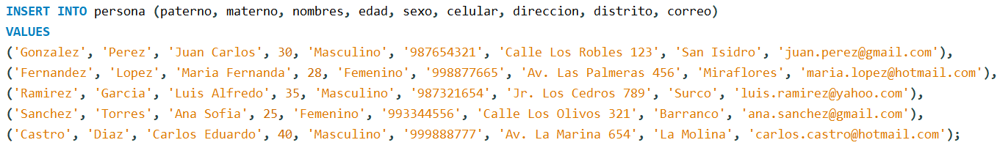 INSERT INTO persona (paterno, materno, nombres, edad, sexo, celular, direccion, distrito, correo)
VALUES
('Gonzalez', 'Perez', 'Juan Carlos', 30, 'Masculino', '987654321', 'Calle Los Robles 123', 'San Isidro', 'juan.perez@gmail.com'),
('Fernandez', 'Lopez', 'Maria Fernanda', 28, 'Femenino', '998877665', 'Av. Las Palmeras 456', 'Miraflores', 'maria.lopez@hotmail.com'),
('Ramirez', 'Garcia', 'Luis Alfredo', 35, 'Masculino', '987321654', 'Jr. Los Cedros 789', 'Surco', 'luis.ramirez@yahoo.com'),
('Sanchez', 'Torres', 'Ana Sofia', 25, 'Femenino', '993344556', 'Calle Los Olivos 321', 'Barranco', 'ana.sanchez@gmail.com'),
('Castro', 'Diaz', 'Carlos Eduardo', 40, 'Masculino', '999888777', 'Av. La Marina 654', 'La Molina', 'carlos.castro@hotmail.com');